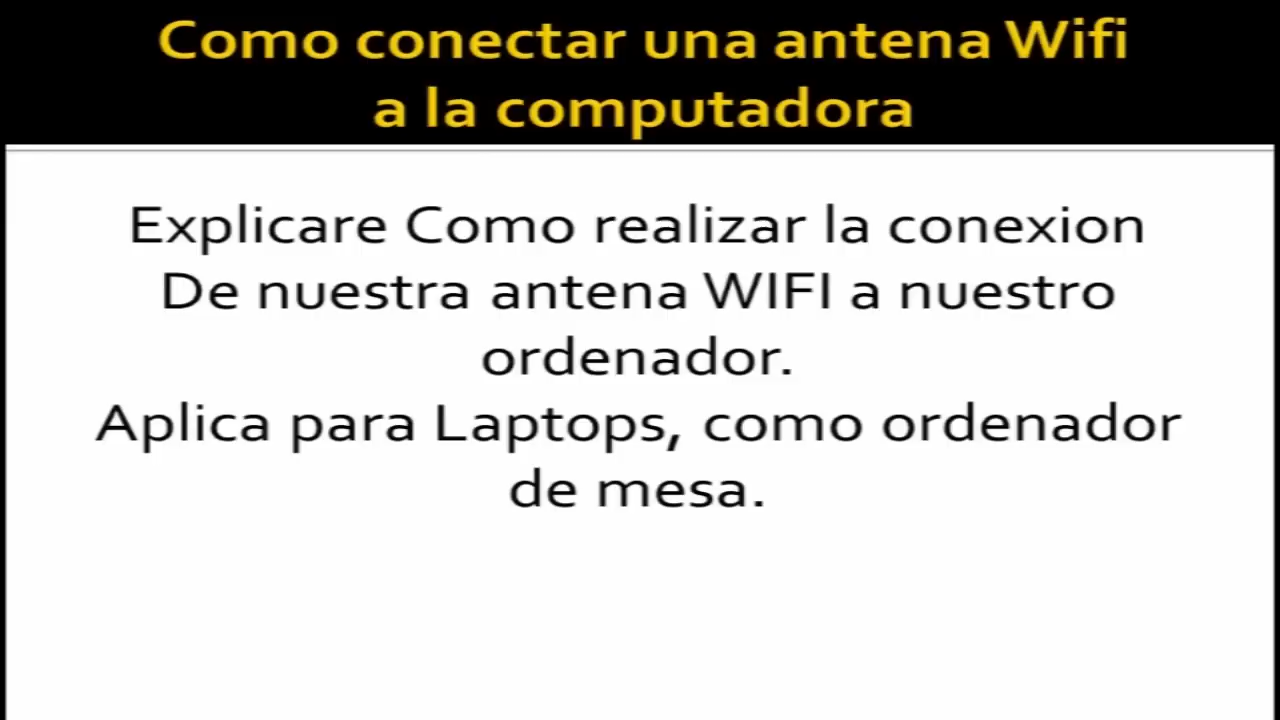 Como conectar una antena Wifi
a la computadora
Explicare Como realizar la conexion
De nuestra antena WIFI a nuestro
ordenador.
Aplica para Laptops, como ordenador
de mesa.